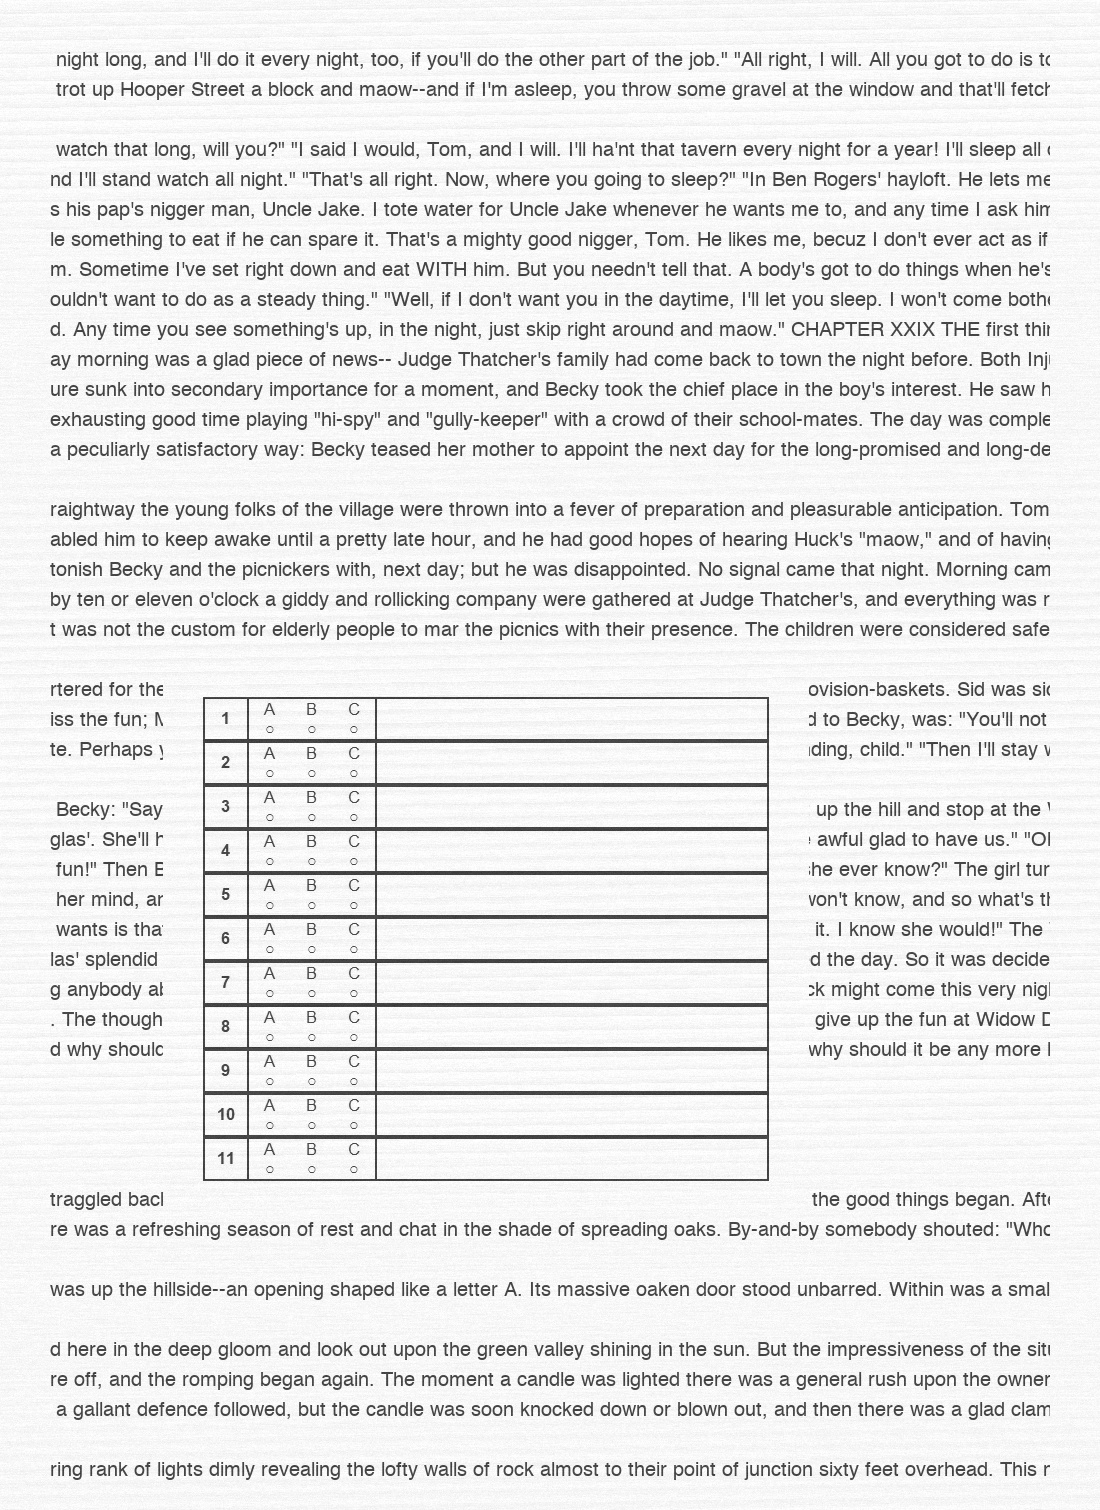 night long, and I'll do it every night, too, if you'll do the other part of the job." "All right, I will. All you got to do is to
trot up Hooper Street a block and maow--and if I'm asleep, you throw some gravel at the window and that'll fetch
watch that long, will you?" "I said I would, Tom, and I will. I'll ha'nt that tavern every night for a year! I'll sleep all
nd I'll stand watch all night." "That's all right. Now, where you going to sleep?" "In Ben Rogers' hayloft. He lets me
s his pap's nigger man, Uncle Jake. I tote water for Uncle Jake whenever he wants me to, and any time I ask him
le something to eat if he can spare it. That's a mighty good nigger, Tom. He likes me, becuz I don't ever act as if
m. Sometime I've set right down and eat WITH him. But you needn't tell that. A body's got to do things when he's
ouldn't want to do as a steady thing." "Well, if I don't want you in the daytime, I'll let you sleep. I won't come bothe
d. Any time you see something's up, in the night, just skip right around and maow." CHAPTER XXIX THE first thin
ay morning was a glad piece of news-- Judge Thatcher's family had come back to town the night before. Both Inj
ure sunk into secondary importance for a moment, and Becky took the chief place in the boy's interest. He saw h
exhausting good time playing "hi-spy" and "gully-keeper" with a crowd of their school-mates. The day was comple
a peculiarly satisfactory way: Becky teased her mother to appoint the next day for the long-promised and long-de
raightway the young folks of the village were thrown into a fever of preparation and pleasurable anticipation. Tom
abled him to keep awake until a pretty late hour, and he had good hopes of hearing Huck's "maow," and of having
tonish Becky and the picnickers with, next day; but he was disappointed. No signal came that night. Morning cam
by ten or eleven o'clock a giddy and rollicking company were gathered at Judge Thatcher's, and everything was r
t was not the custom for elderly people to mar the picnics with their presence. The children were considered safe
rtered for the
iss the fun; M
te. Perhaps y
Becky: "Say
glas'. She'll h
fun!" Then B
her mind, an
wants is that
las' splendid
g anybody ab
. The though
d why should
traggled back
1 A B C
2 A B C
3 A B C
4 A B C
5 A B C
6 A B C
7 A B C
8 A B C
9 A B C
10 A B C
11 A B C
ovision-baskets. Sid was sic
d to Becky, was: "You'll not
ding, child." "Then I'll stay w
up the hill and stop at the
awful glad to have us." "Oh
he ever know?" The girl tur
won't know, and so what's th
it. I know she would!" The
d the day. So it was decide
ck might come this very nigh
give up the fun at Widow D
why should it be any more
the good things began. Afte
re was a refreshing season of rest and chat in the shade of spreading oaks. By-and-by somebody shouted: "Who
was up the hillside--an opening shaped like a letter A. Its massive oaken door stood unbarred. Within was a smal
d here in the deep gloom and look out upon the green valley shining in the sun. But the impressiveness of the situ
re off, and the romping began again. The moment a candle was lighted there was a general rush upon the owner
a gallant defence followed, but the candle was soon knocked down or blown out, and then there was a glad clam
ring rank of lights dimly revealing the lofty walls of rock almost to their point of junction sixty feet overhead. This